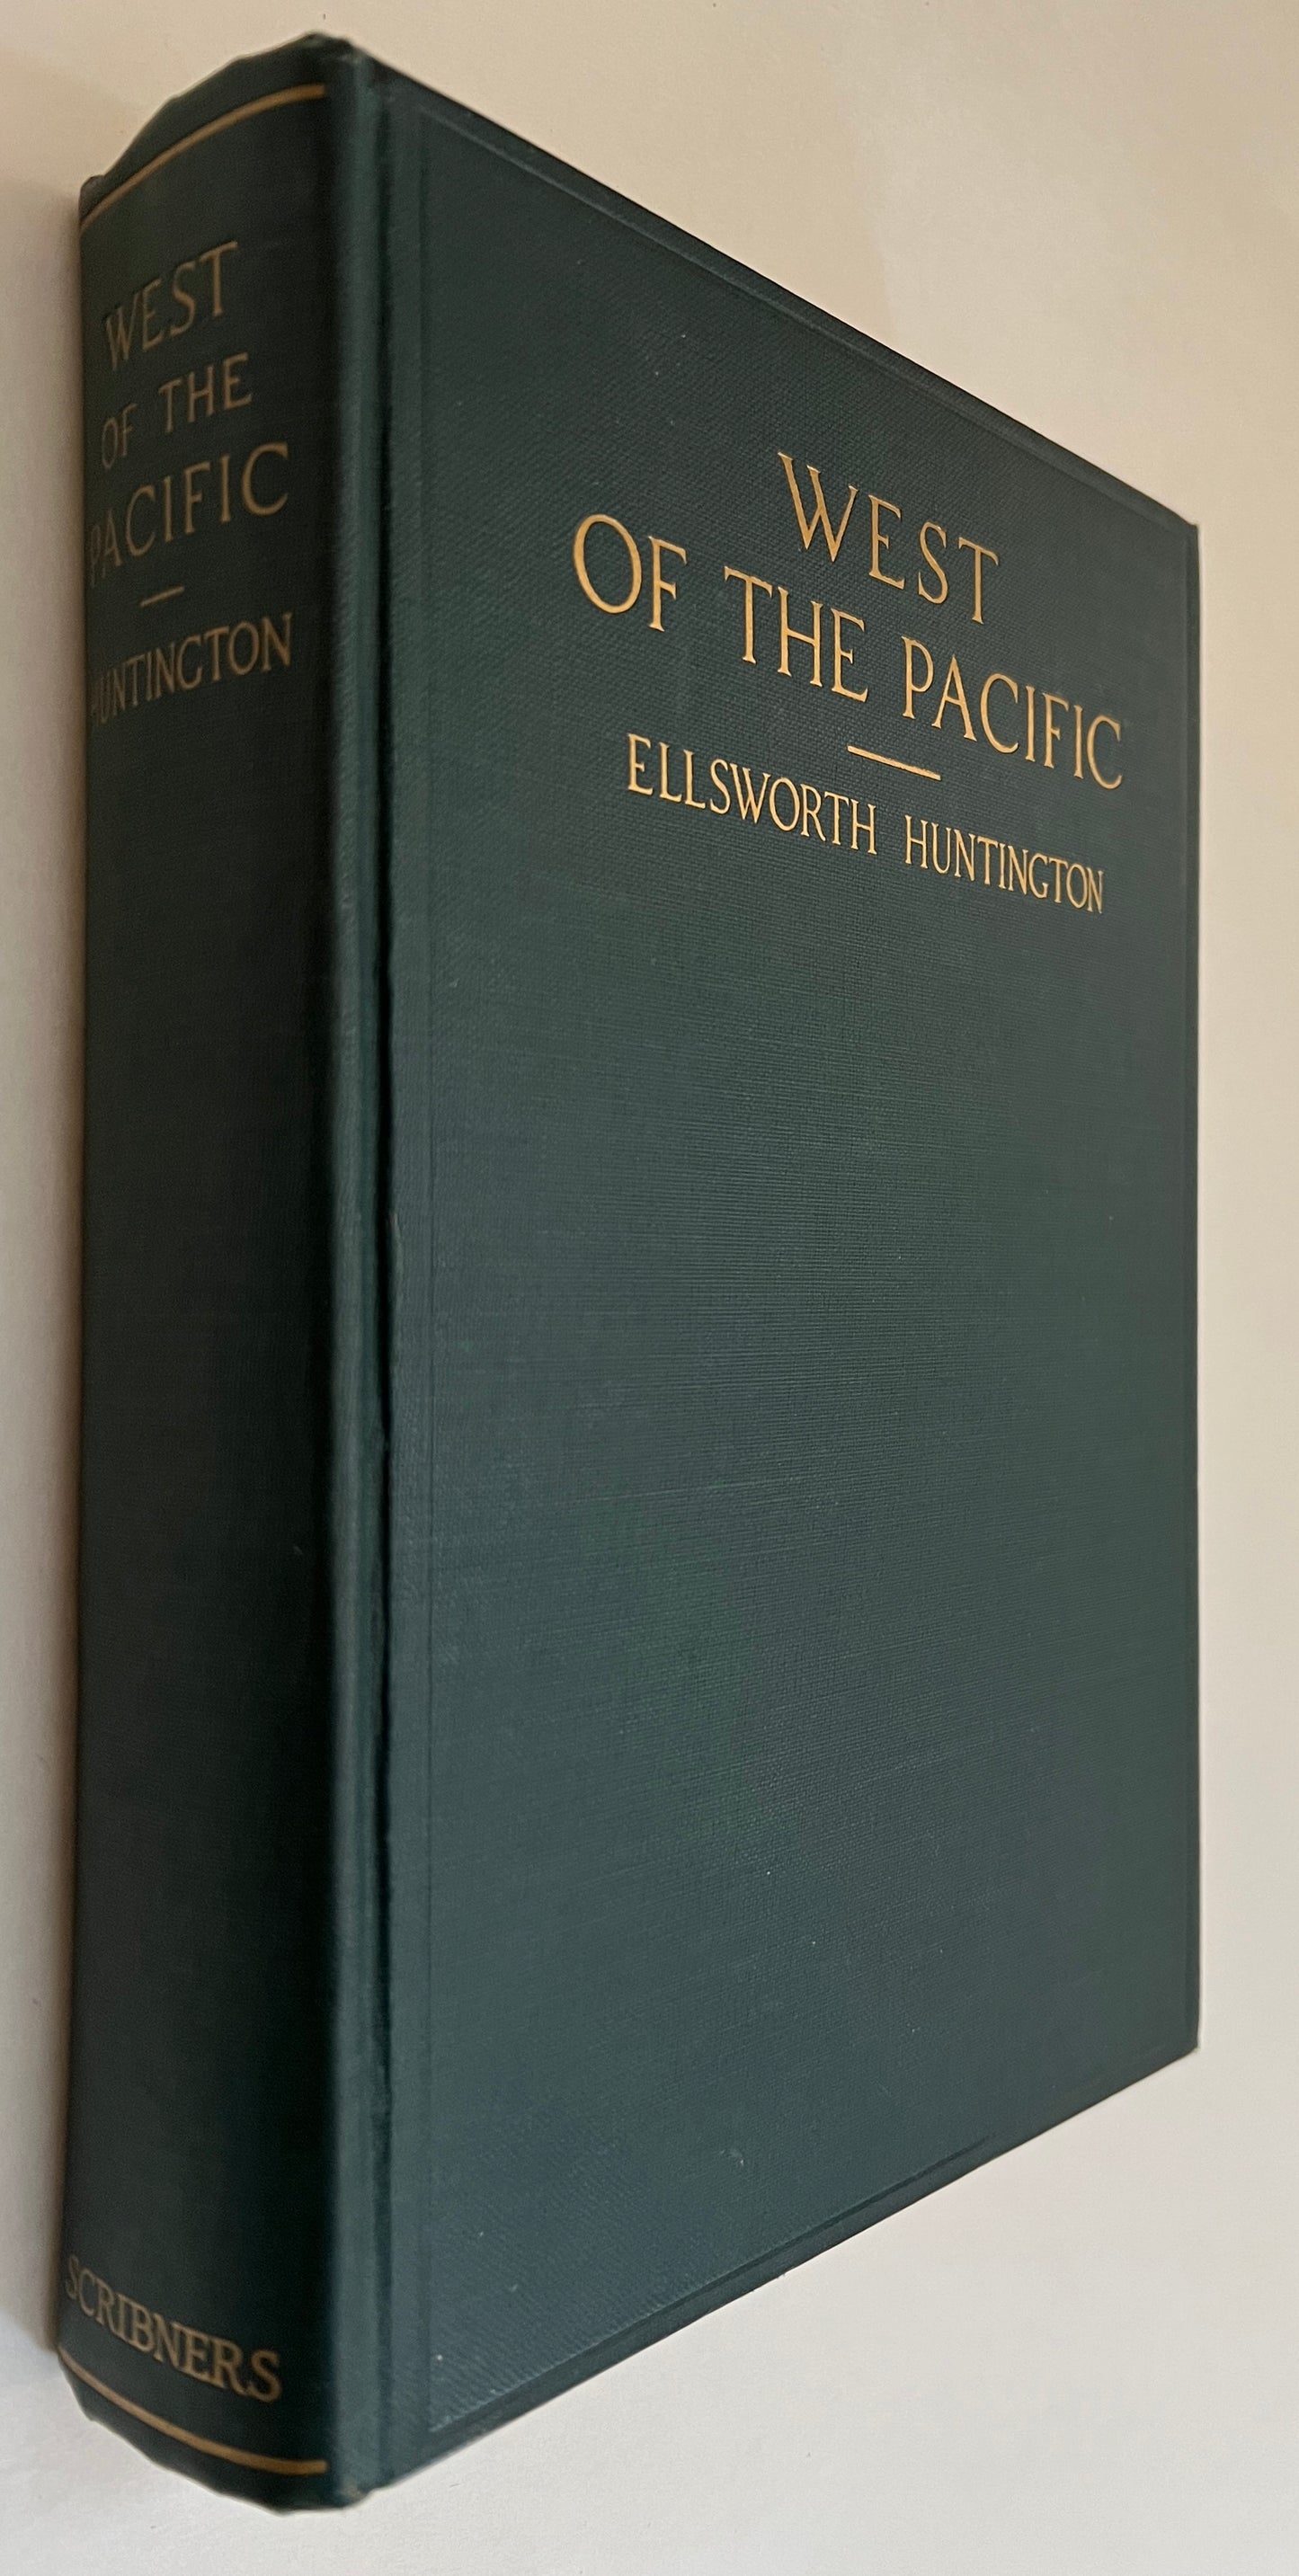 WEST
OF THE
PACIFIC
HUNTINGTON
SCRIBNERS
WEST
OF THE PACIFIC
ELLSWORTH HUNTINGTON